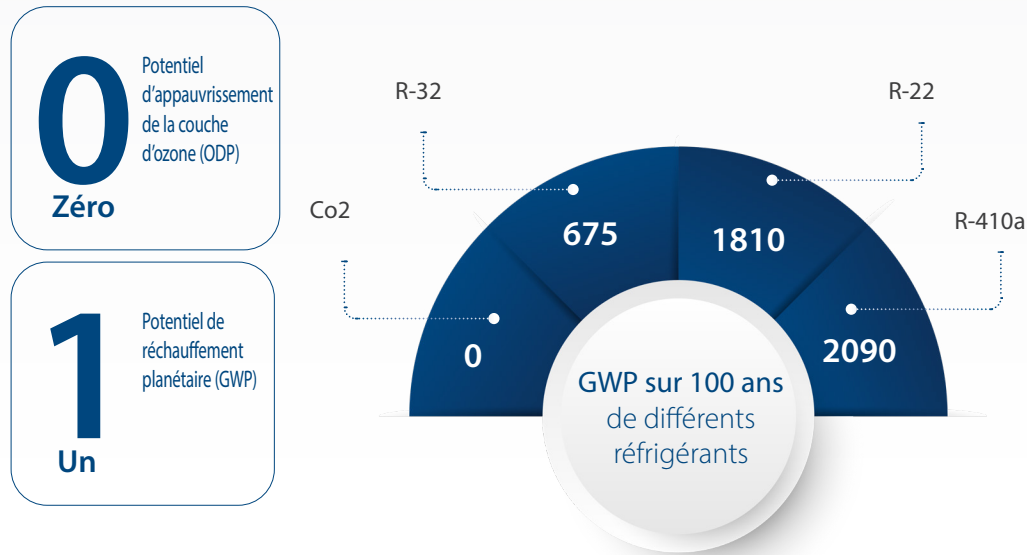 0
Zéro
Potentiel
d'appauvrissement
de la couche
d'ozone (ODP)
1
Un
Potentiel de
réchauffement
planétaire (GWP)
Co2
R-32
R-22
R-410a
0
675
1810
2090
GWP sur 100 ans
de différents
réfrigérants